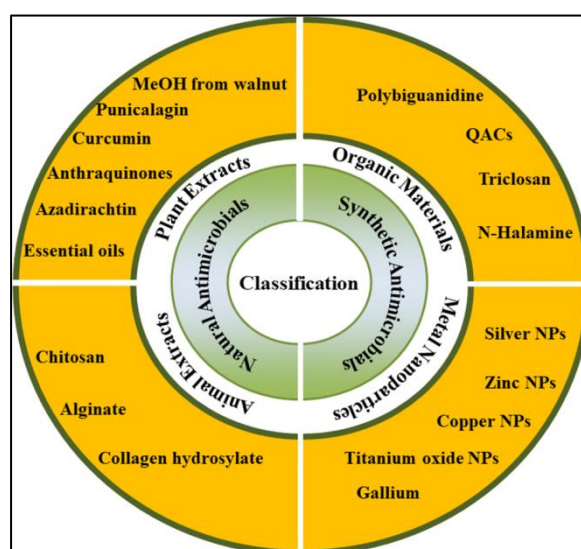 MeOH from walnut
Punicalagin
Curcumin
Anthraquinones
Azadirachtin
Essential oils
Plant Extracts
Natural Antimicrobials
Animal Extracts
Chitosan
Alginate
Collagen hydrosylate
Classification
Polybiguanidine
QACs
Triclosan
N-Halamine
Organic Materials
Synthetic Antimicrobials
Metal Nanoparticles
Silver NPs
Zinc NPs
Copper NPs
Titanium oxide NPs
Gallium